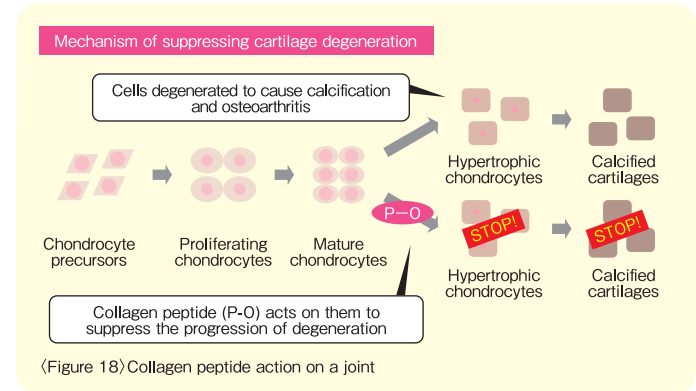 Mechanism of suppressing cartilage degeneration
Cells degenerated to cause calcification
and osteoarthritis
Hypertrophic
chondrocytes
Calcified
cartilages
P-O
STOP!
STOP!
Chondrocyte
precursors
Proliferating
chondrocytes
Mature
chondrocytes
Hypertrophic
chondrocytes
Calcified
cartilages
Collagen peptide (P-O) acts on them to
suppress the progression of degeneration
〈Figure 18〉Collagen peptide action on a joint